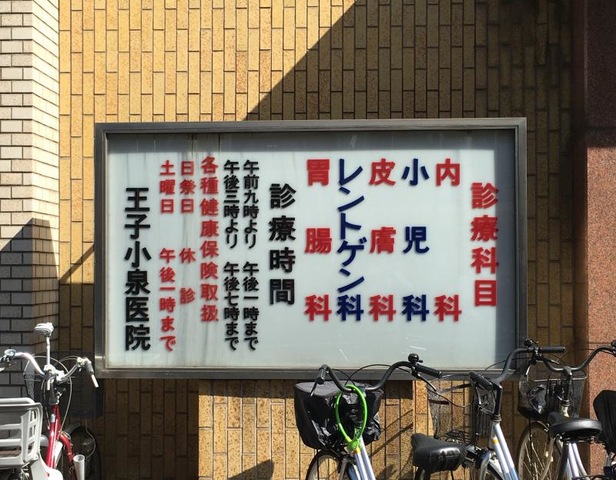 診療科目
内科
小児科
皮膚科
レントゲン科
胃腸科
診療時間
午前九時より 午後一時まで
午後三時より 午後七時まで
各種健康保険取扱
日祭日 休診
土曜日 午後一時まで
王子小泉医院